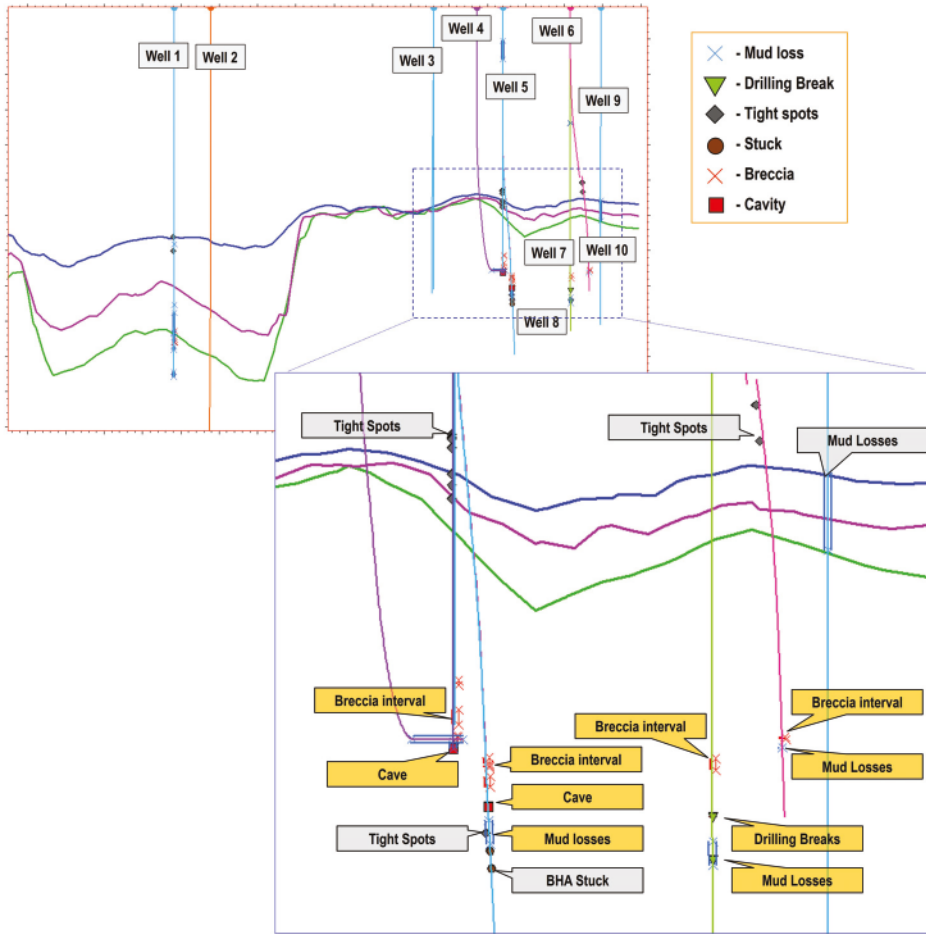 Well 4
Well 6
Well 1
Well 2
Well 3
Well 5
Well 9
Well 7
Well 10
Well 8
- Mud loss
- Drilling Break
- Tight spots
- Stuck
- Breccia
- Cavity
Tight Spots
Tight Spots
Mud Losses
Breccia interval
Cave
Breccia interval
Cave
Tight Spots
Mud losses
BHA Stuck
Breccia interval
Breccia interval
Mud Losses
Drilling Breaks
Mud Losses